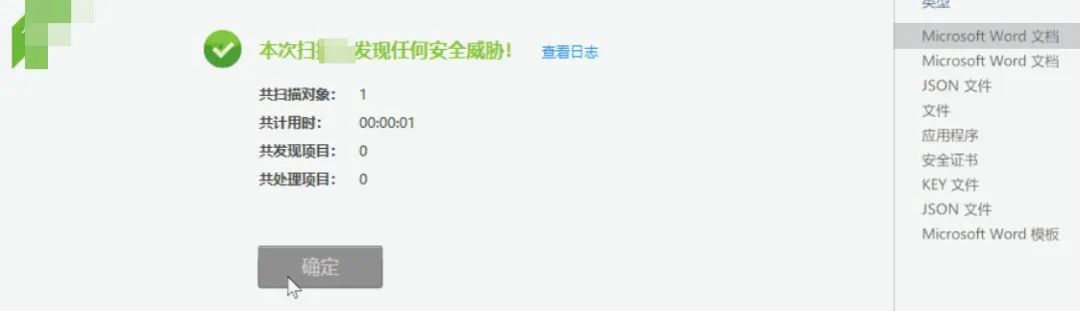 本次扫 发现任何安全威胁! 查看日志
共扫描对象: 1
共计用时: 00:00:01
共发现项目: 0
共处理项目: 0
确定
类型
Microsoft Word 文档
Microsoft Word 文档
JSON 文件
文件
应用程序
安全证书
KEY 文件
JSON 文件
Microsoft Word 模板